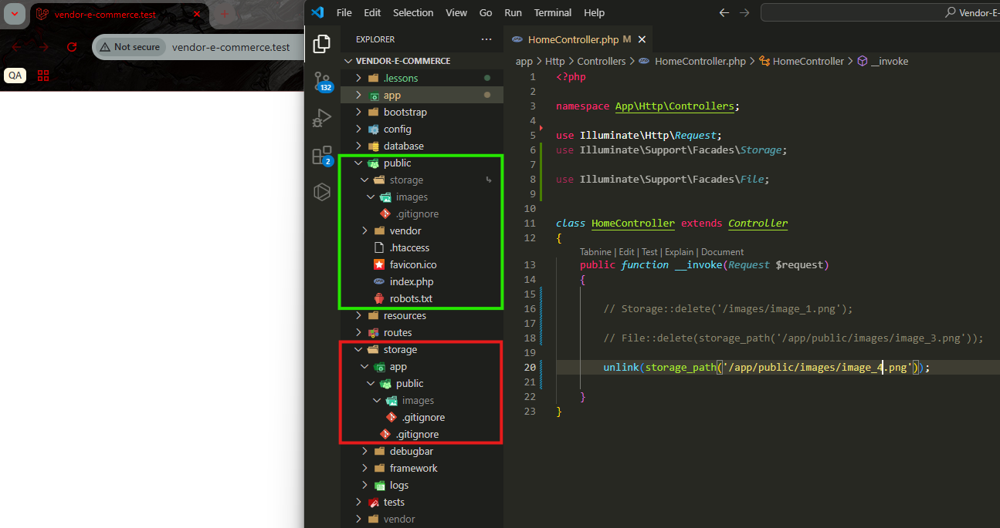 vendor-e-commerce.test
Not secure
vendor-e-commerce.test
QA
File Edit Selection View Go Run Terminal Help
Vendor-E-
EXPLORER
VENDOR-E-COMMERCE
.lessons
app
bootstrap
config
database
public
storage
images
.gitignore
vendor
.htaccess
favicon.ico
index.php
robots.txt
resources
routes
storage
app
public
images
.gitignore
.gitignore
debugbar
framework
logs
tests
vendor
132
2
HomeController.php M
app > Http > Controllers > HomeController.php > HomeController > __invoke
1 <?php
2
3 namespace App\Http\Controllers;
4
5 use Illuminate\Http\Request;
6 use Illuminate\Support\Facades\Storage;
7
8 use Illuminate\Support\Facades\File;
9
10
11 class HomeController extends Controller
12 {
Tabnine | Edit | Test | Explain | Document
13 public function __invoke(Request $request)
14 {
15
16 // Storage::delete('/images/image_1.png');
17
18 // File::delete(storage_path('/app/public/images/image_3.png'));
19
20 unlink(storage_path('/app/public/images/image_4.png'));
21
22 }
23 }